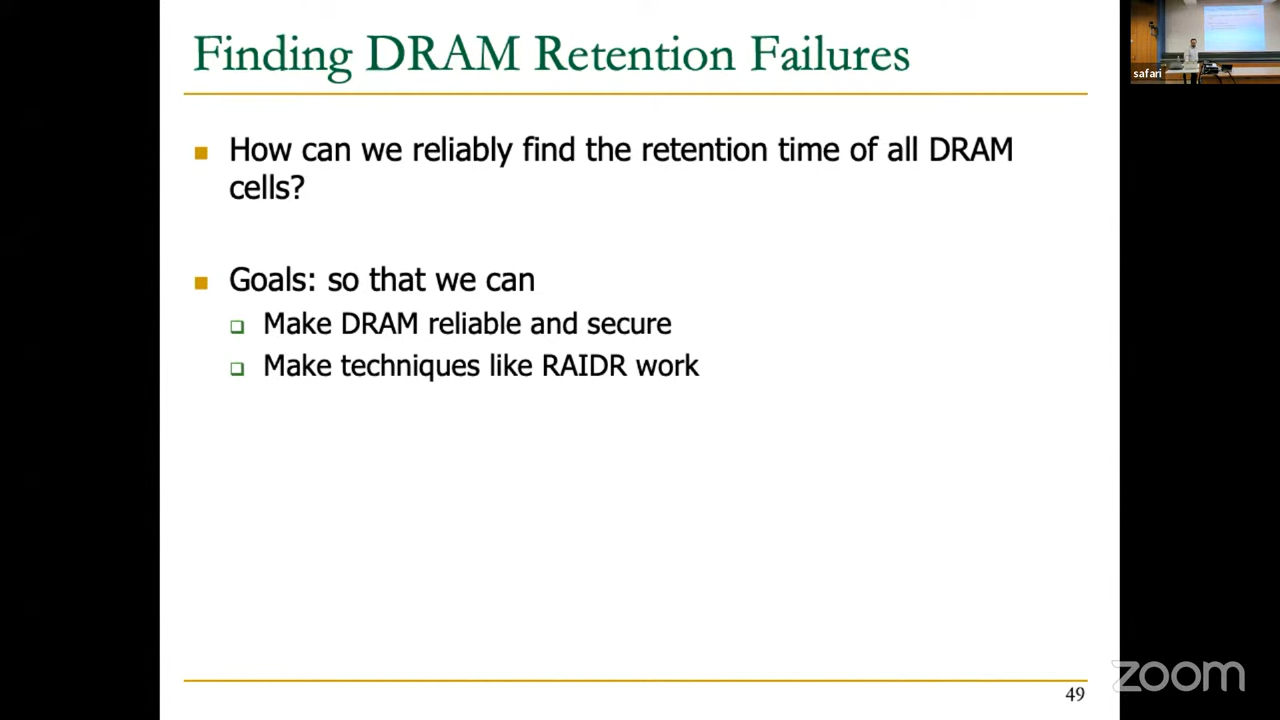 Finding DRAM Retention Failures
safari
How can we reliably find the retention time of all DRAM
cells?
Goals: so that we can
Make DRAM reliable and secure
Make techniques like RAIDR work
49
zoom